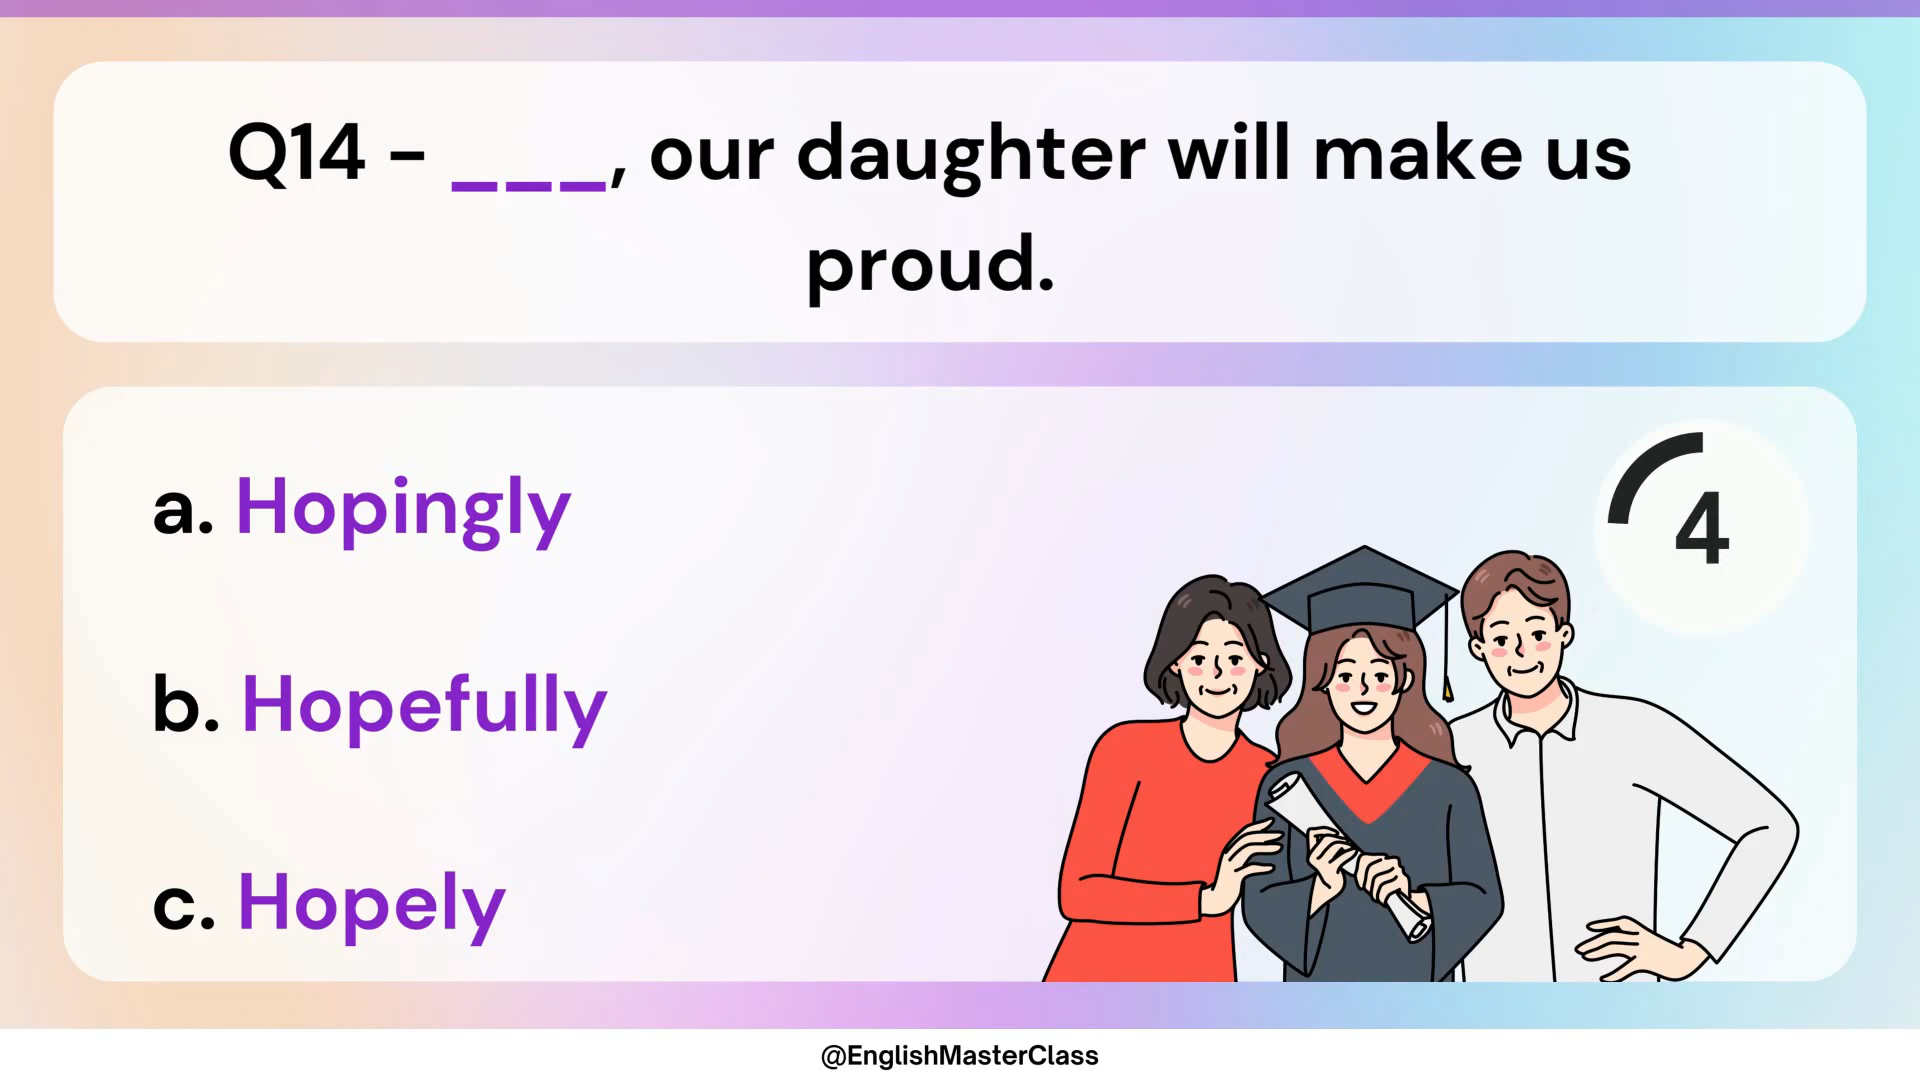 Q14 - ___, our daughter will make us
proud.
a. Hopingly
4
b. Hopefully
c. Hopely
@EnglishMasterClass